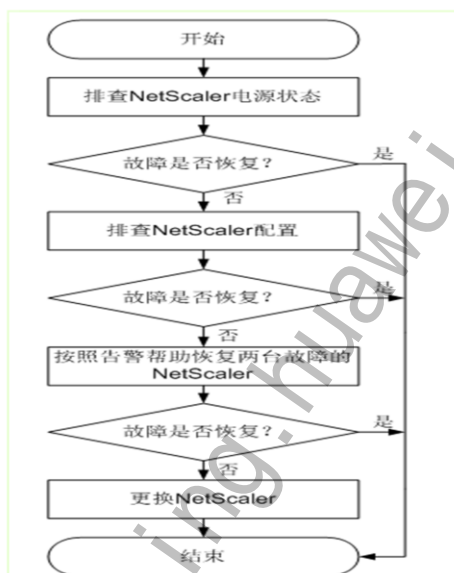 开始
排查NetScaler电源状态
故障是否恢复？
是
否
排查NetScaler配置
故障是否恢复？
是
否
按照告警帮助恢复两台故障的
NetScaler
故障是否恢复？
是
否
更换NetScaler
结束
ing.huawei